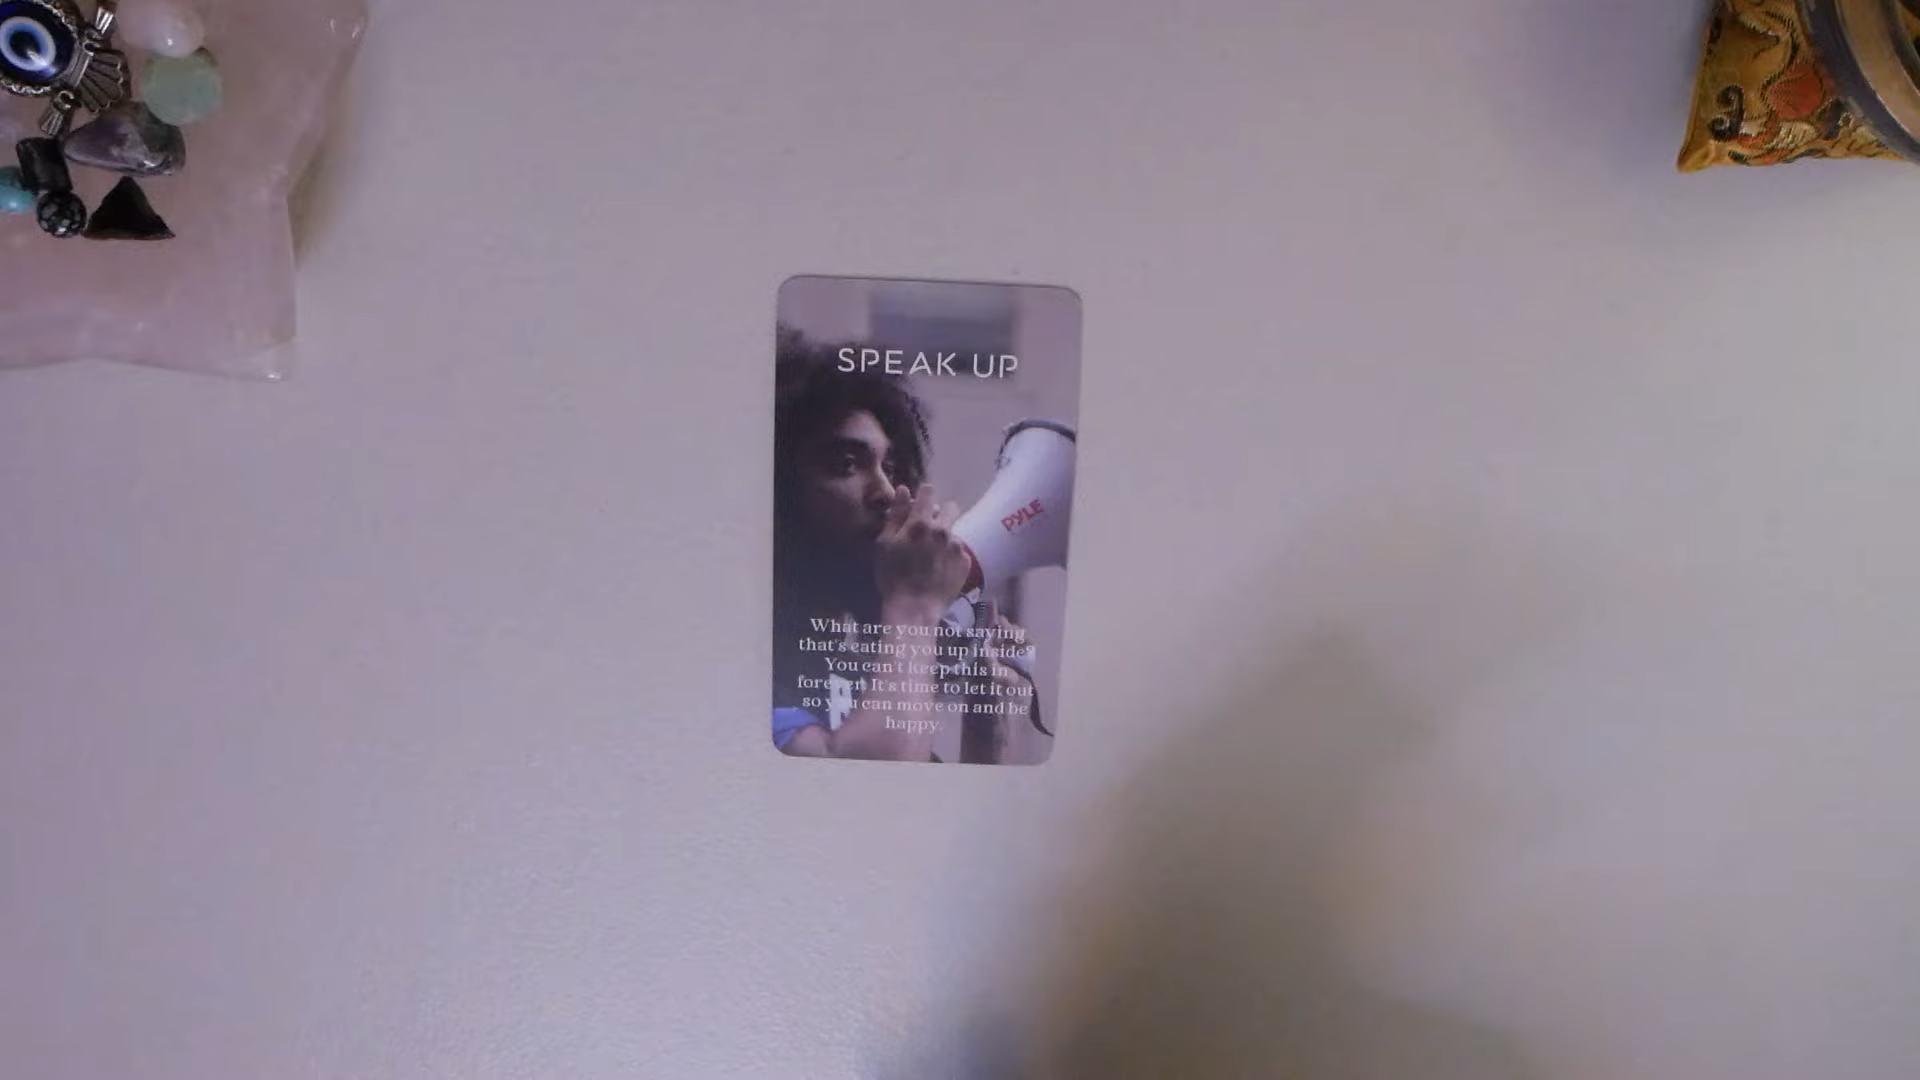 SPEAK UP
PYLE
What are you not saying
that's eating you up inside?
You can't keep this in
forever! It's time to let it out
so you can move on and be
happy.